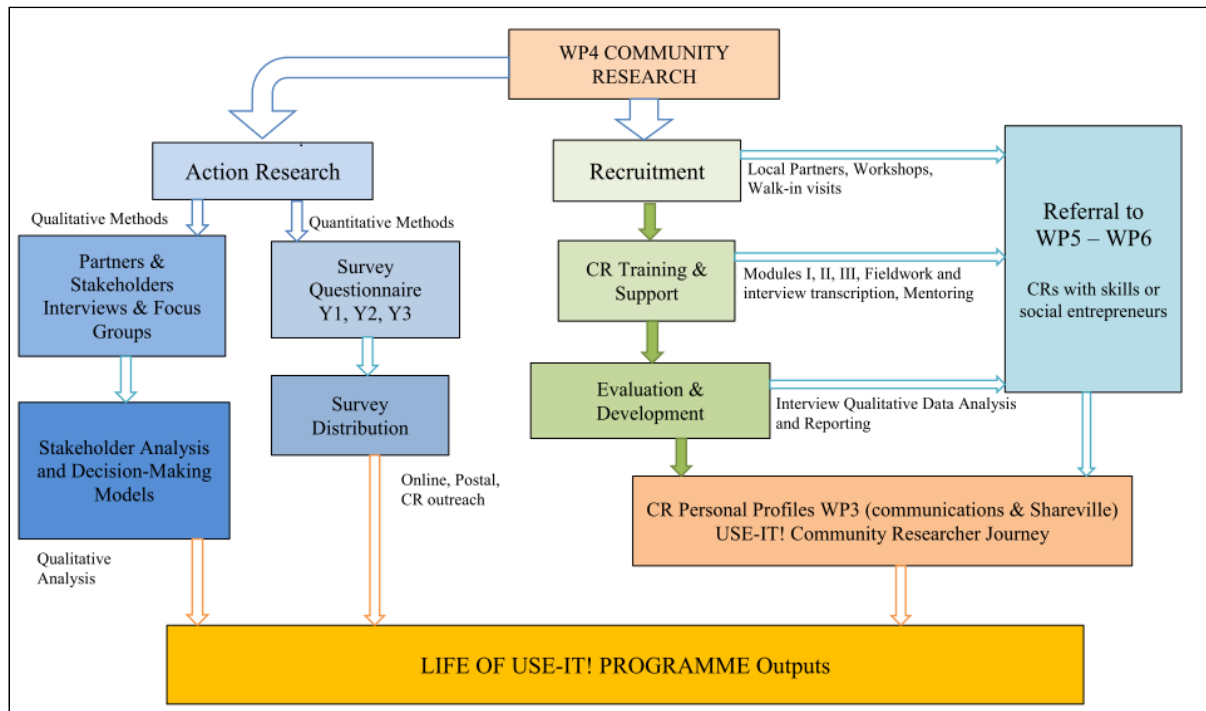 WP4 COMMUNITY
RESEARCH
Action Research
Recruitment
Local Partners, Workshops,
Walk-in visits
Referral to
WP5 – WP6
CRs with skills or
social entrepreneurs
Qualitative Methods
Quantitative Methods
Partners &
Stakeholders
Interviews & Focus
Groups
Survey
Questionnaire
Y1, Y2, Y3
CR Training &
Support
Modules I, II, III, Fieldwork and
interview transcription, Mentoring
Evaluation &
Development
Interview Qualitative Data Analysis
and Reporting
Stakeholder Analysis
and Decision-Making
Models
Survey
Distribution
Online, Postal,
CR outreach
CR Personal Profiles WP3 (communications & Shareville)
USE-IT! Community Researcher Journey
Qualitative
Analysis
LIFE OF USE-IT! PROGRAMME Outputs